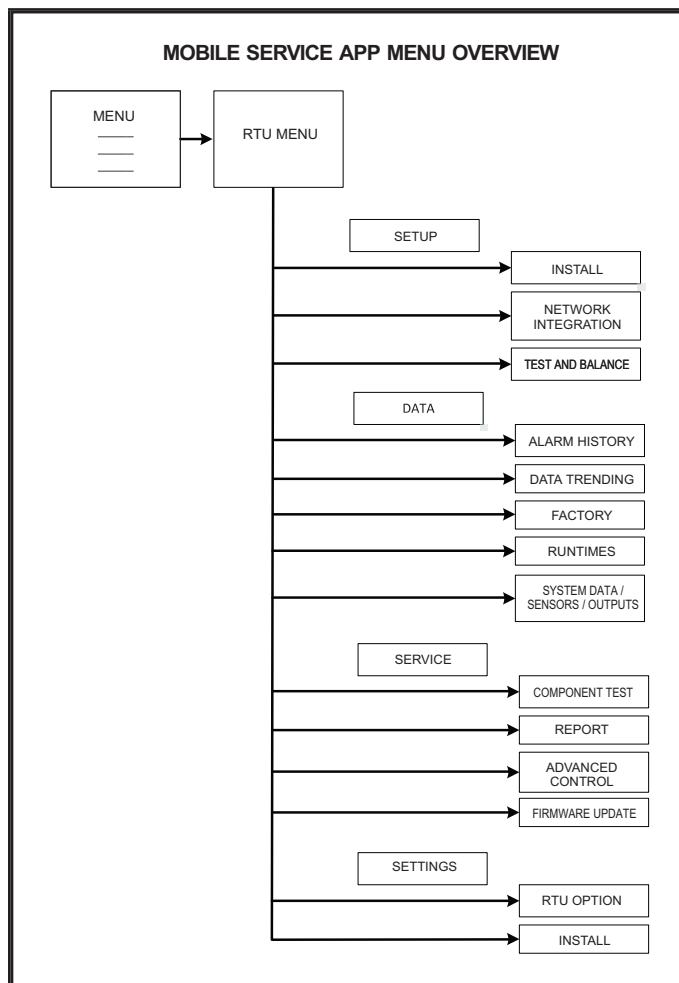 MOBILE SERVICE APP MENU OVERVIEW
MENU
RTU MENU
SETUP
INSTALL
NETWORK
INTEGRATION
TEST AND BALANCE
DATA
ALARM HISTORY
DATA TRENDING
FACTORY
RUNTIMES
SYSTEM DATA /
SENSORS / OUTPUTS
SERVICE
COMPONENT TEST
REPORT
ADVANCED
CONTROL
FIRMWARE UPDATE
SETTINGS
RTU OPTION
INSTALL